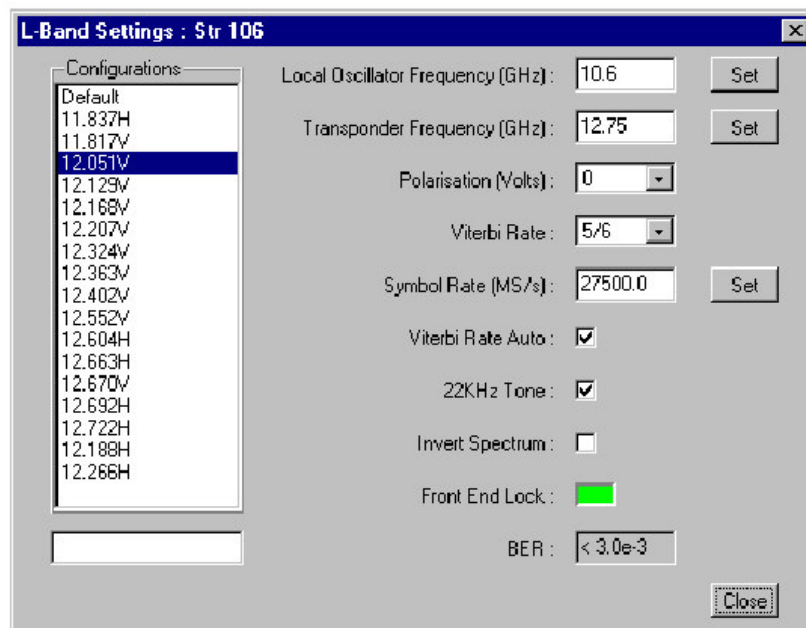 L-Band Settings : Str 106
Configurations
Default
11.837H
11.817V
12.051V
12.129V
12.168V
12.207V
12.324V
12.363V
12.402V
12.552V
12.604H
12.663H
12.670V
12.692H
12.722H
12.188H
12.266H
Local Oscillator Frequency (GHz) : 10.6 Set
Transponder Frequency (GHz) : 12.75 Set
Polarisation (Volts) : 0
Viterbi Rate : 5/6
Symbol Rate (MS/s) : 27500.0 Set
Viterbi Rate Auto :
22KHz Tone :
Invert Spectrum :
Front End Lock :
BER : < 3.0e-3
Close